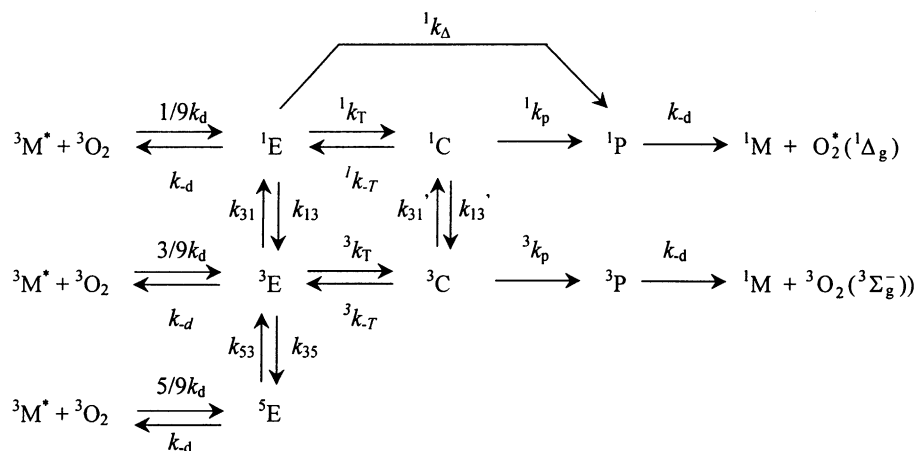 ¹k_Δ
1/9k_d ¹k_T ¹k_p k_-d
³M* + ³O₂ ¹E ¹C ¹P ¹M + O₂*(¹Δ_g)
k_-d ¹k_-T
k₃₁ k₁₃ k₃₁' k₁₃'
3/9k_d ³k_T ³k_p k_-d
³M* + ³O₂ ³E ³C ³P ¹M + ³O₂(³Σ_g⁻))
k_-d ³k_-T
k₅₃ k₃₅
5/9k_d
³M* + ³O₂ ⁵E
k_-d